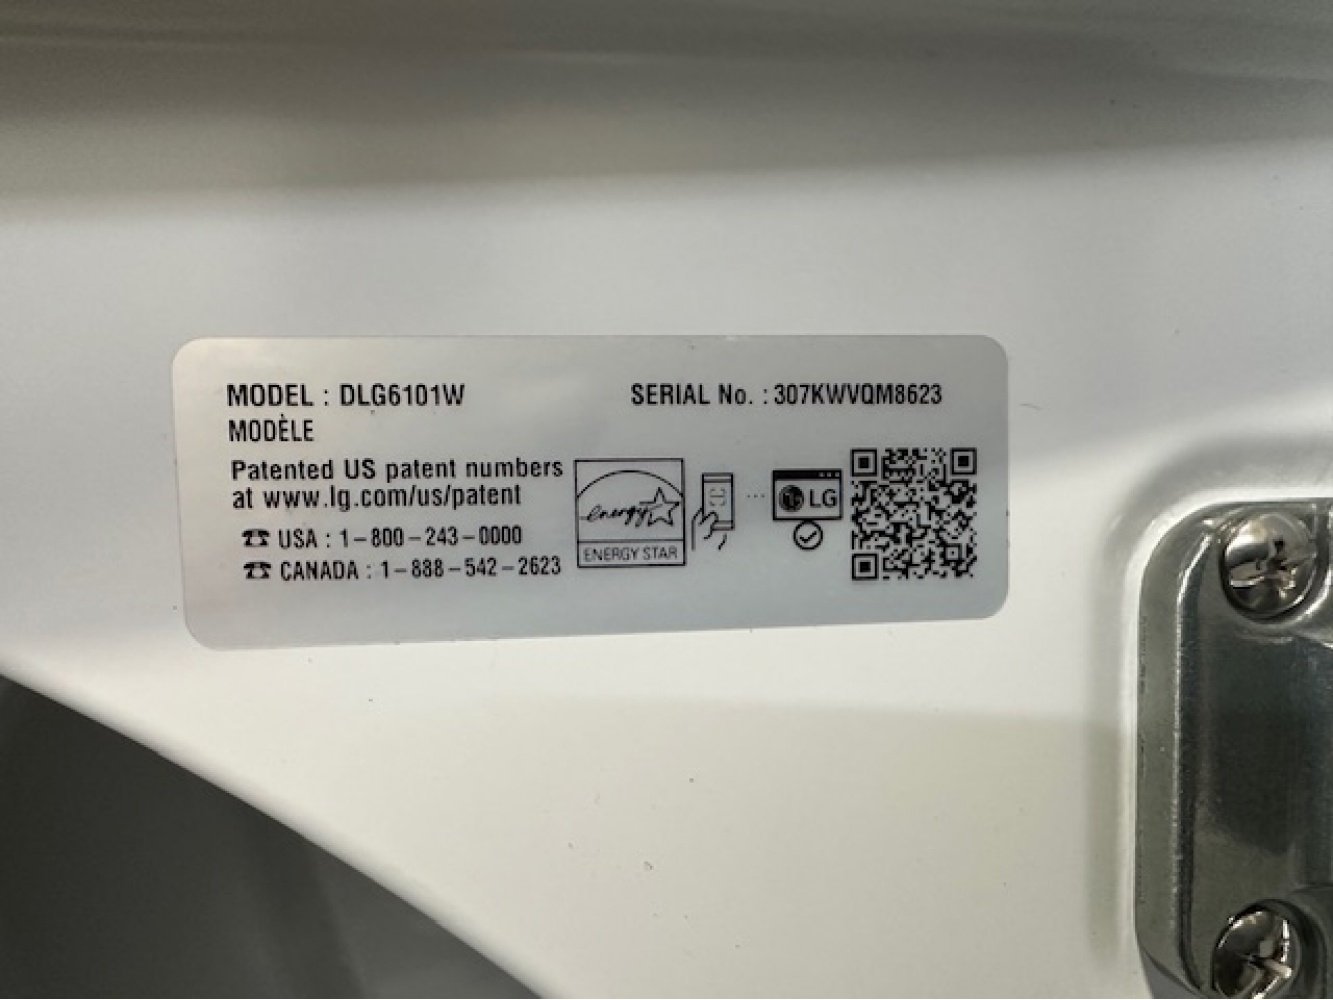 MODEL : DLG6101W
MODÈLE
SERIAL No. : 307KWVQM8623
Patented US patent numbers
at www.lg.com/us/patent
☎ USA : 1-800-243-0000
☎ CANADA : 1-888-542-2623
energy
ENERGY STAR
LG